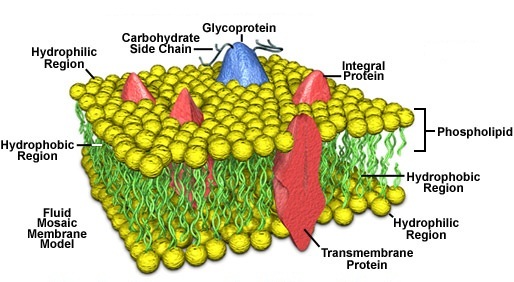 Glycoprotein
Carbohydrate
Side Chain
Hydrophilic
Region
Integral
Protein
Phospholipid
Hydrophobic
Region
Hydrophobic
Region
Fluid
Mosaic
Membrane
Model
Hydrophilic
Region
Transmembrane
Protein